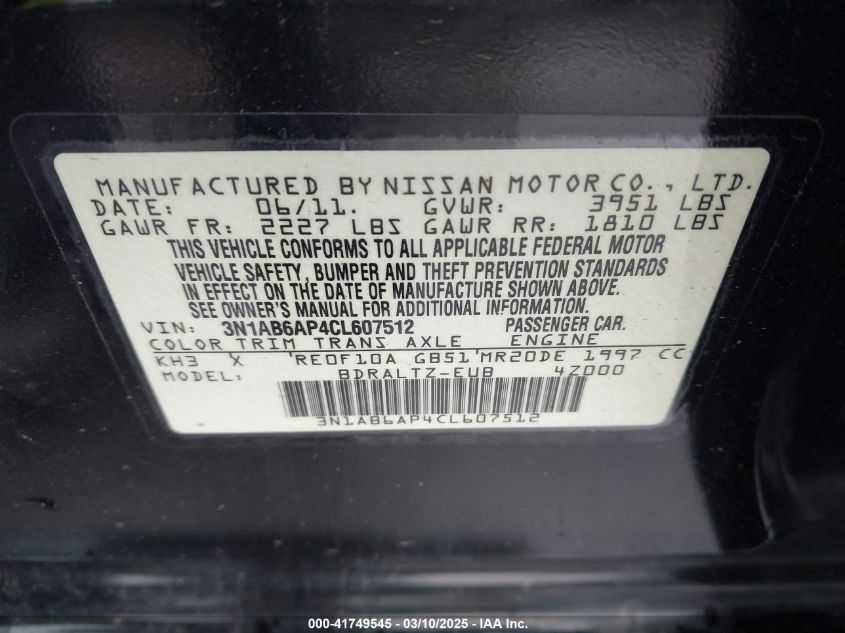 MANUFACTURED BY NISSAN MOTOR CO., LTD.
DATE: 06/11. GVWR: 3951 LBS
GAWR FR: 2227 LBS GAWR RR: 1810 LBS
THIS VEHICLE CONFORMS TO ALL APPLICABLE FEDERAL MOTOR
VEHICLE SAFETY, BUMPER AND THEFT PREVENTION STANDARDS
IN EFFECT ON THE DATE OF MANUFACTURE SHOWN ABOVE.
SEE OWNER'S MANUAL FOR ADDITIONAL INFORMATION.
VIN: 3N1AB6AP4CL607512 PASSENGER CAR.
COLOR TRIM TRANS AXLE ENGINE
KH3 X RE0F10A GB51 MR20DE 1997 CC
MODEL: BDRALTZ-EUB 4Z000
3N1AB6AP4CL607512
000-41749545 — 03/10/2025 — IAA Inc.